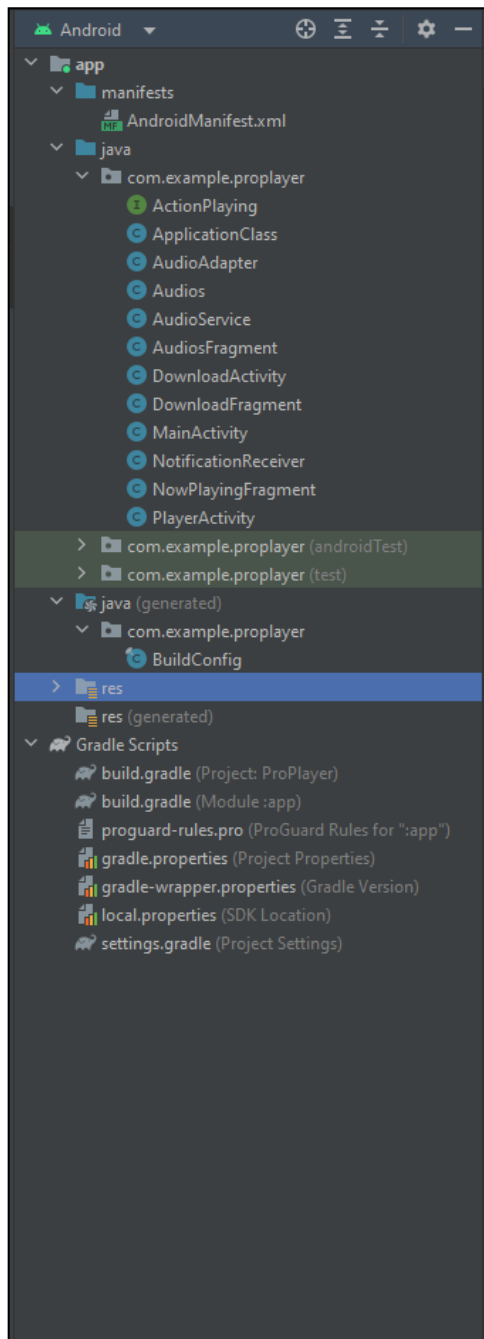 Android
app
manifests
MF AndroidManifest.xml
java
com.example.proplayer
I ActionPlaying
C ApplicationClass
C AudioAdapter
C Audios
C AudioService
C AudiosFragment
C DownloadActivity
C DownloadFragment
C MainActivity
C NotificationReceiver
C NowPlayingFragment
C PlayerActivity
com.example.proplayer (androidTest)
com.example.proplayer (test)
java (generated)
com.example.proplayer
C BuildConfig
res
res (generated)
Gradle Scripts
build.gradle (Project: ProPlayer)
build.gradle (Module :app)
proguard-rules.pro (ProGuard Rules for ":app")
gradle.properties (Project Properties)
gradle-wrapper.properties (Gradle Version)
local.properties (SDK Location)
settings.gradle (Project Settings)